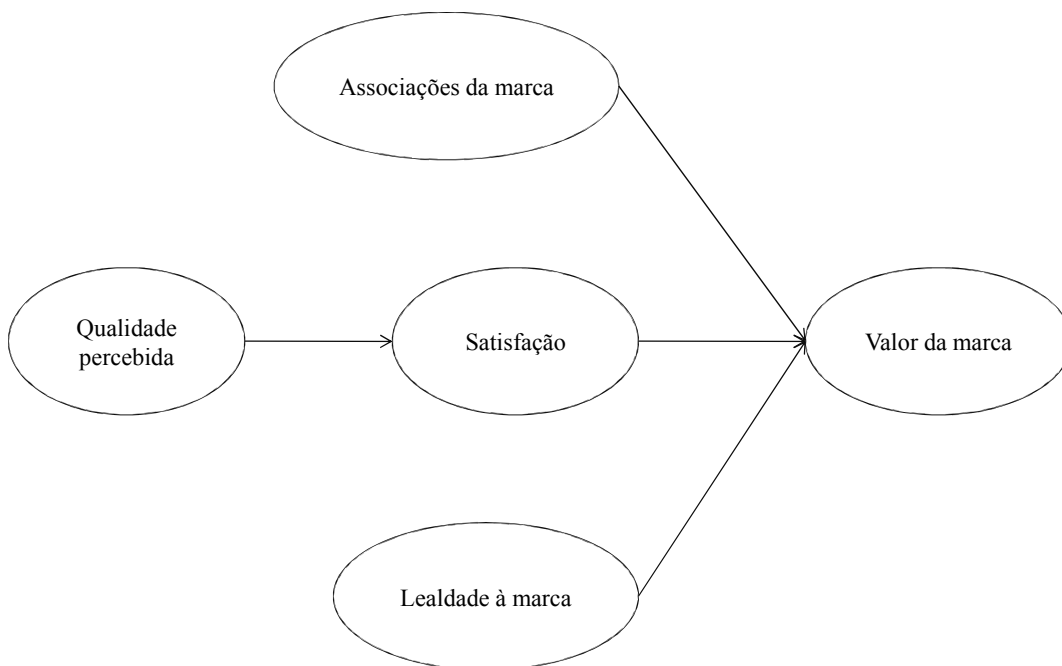 Associações da marca
Qualidade
percebida
Satisfação
Valor da marca
Lealdade à marca